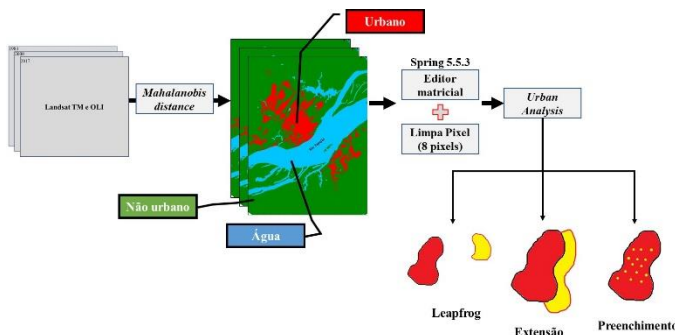 Urbano
2017
Landsat TM e OLI
Mahalanobis
distance
Spring 5.5.3
Editor
matricial
Limpa Pixel
(8 pixels)
Urban
Analysis
Não urbano
Água
Leapfrog
Extensão
Preenchimento